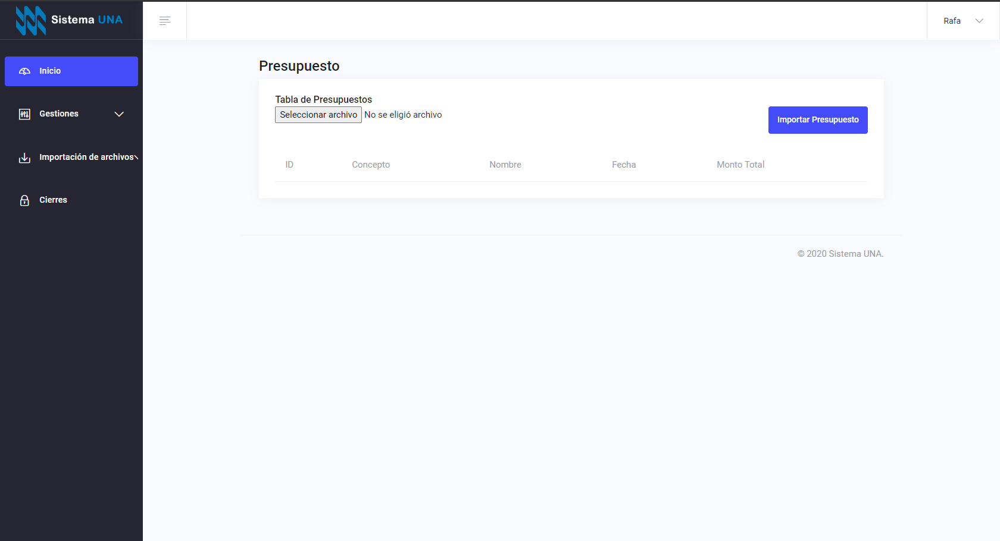 Sistema UNA
Rafa
Inicio
Gestiones
Importación de archivos
Cierres
Presupuesto
Tabla de Presupuestos
Seleccionar archivo No se eligió archivo
Importar Presupuesto
ID Concepto Nombre Fecha Monto Total
© 2020 Sistema UNA.